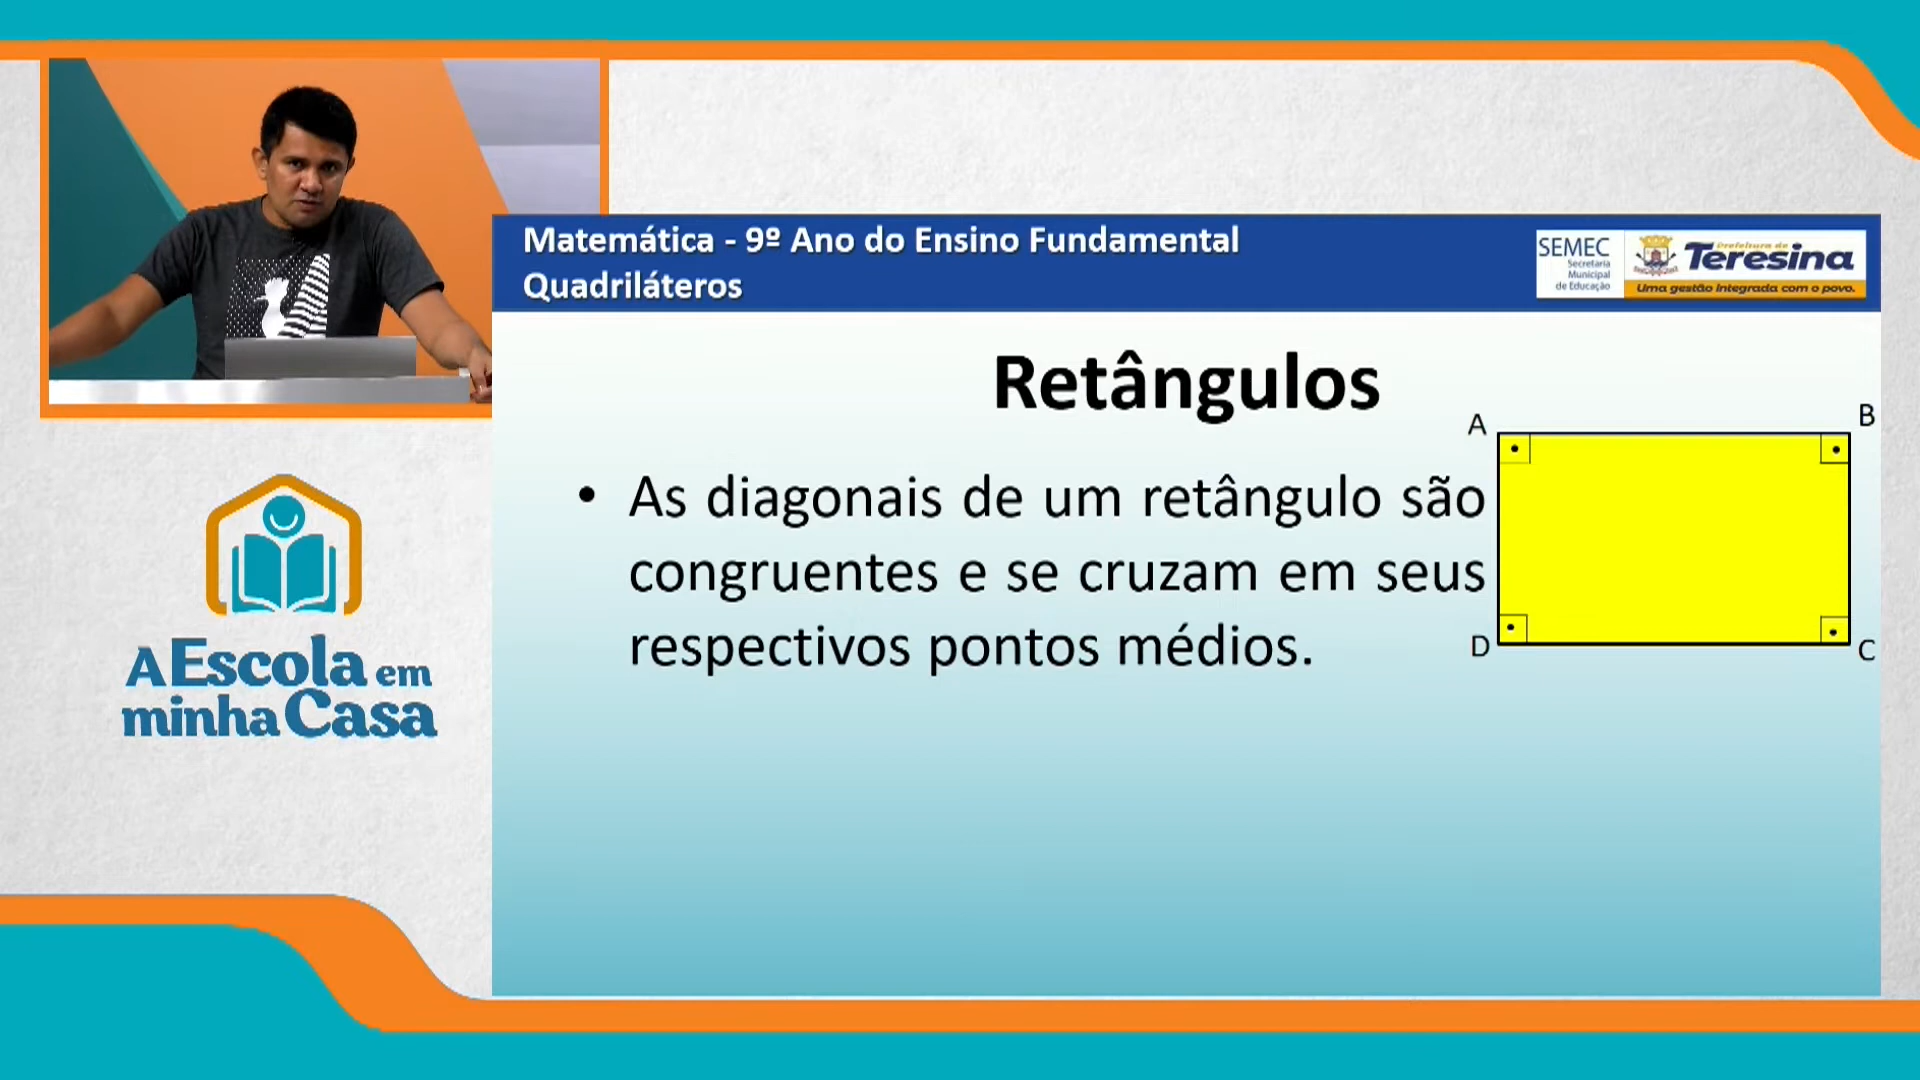 Matemática - 9º Ano do Ensino Fundamental
Quadriláteros
SEMEC
Secretaria
Municipal
de Educação
Prefeitura de
Teresina
Uma gestão integrada com o povo.
Retângulos
• As diagonais de um retângulo são
congruentes e se cruzam em seus
respectivos pontos médios.
A
B
D
C
A Escola em
minha Casa